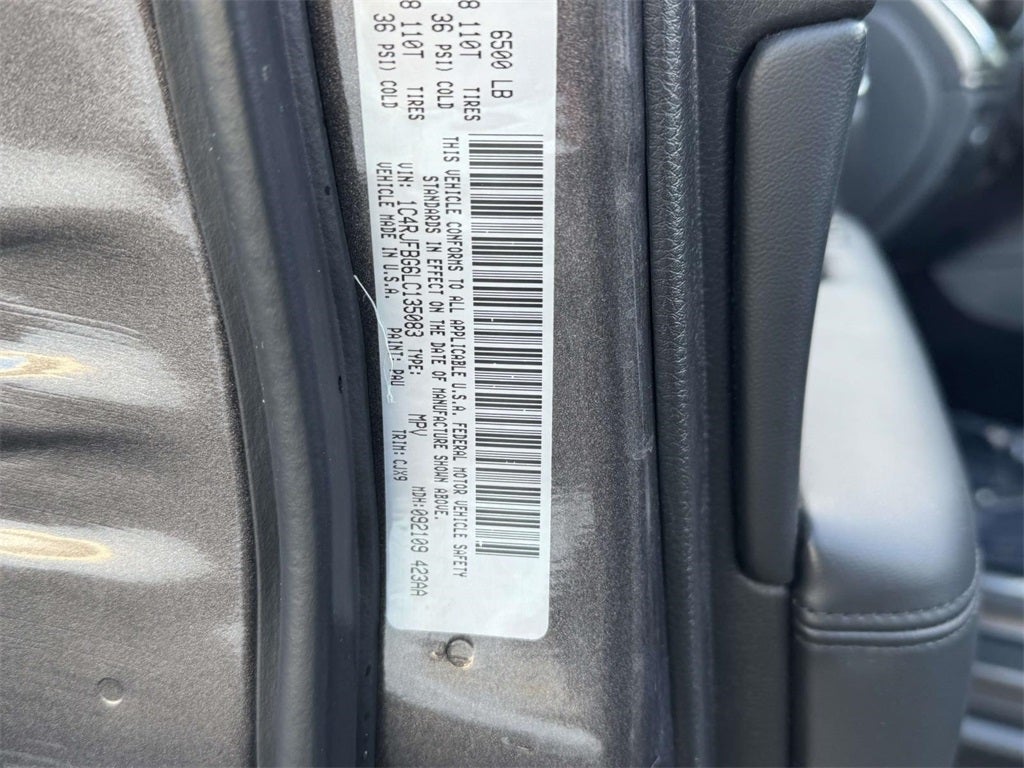 6500 LB
8 110T TIRES
36 PSI) COLD
8 110T TIRES
36 PSI) COLD
THIS VEHICLE CONFORMS TO ALL APPLICABLE U.S.A. FEDERAL MOTOR VEHICLE SAFETY
STANDARDS IN EFFECT ON THE DATE OF MANUFACTURE SHOWN ABOVE.
VIN: 1C4RJFBG6LC135083 TYPE: MPV MDH:092109 423AA
VEHICLE MADE IN U.S.A. PAINT: PAU TRIM: CJX9